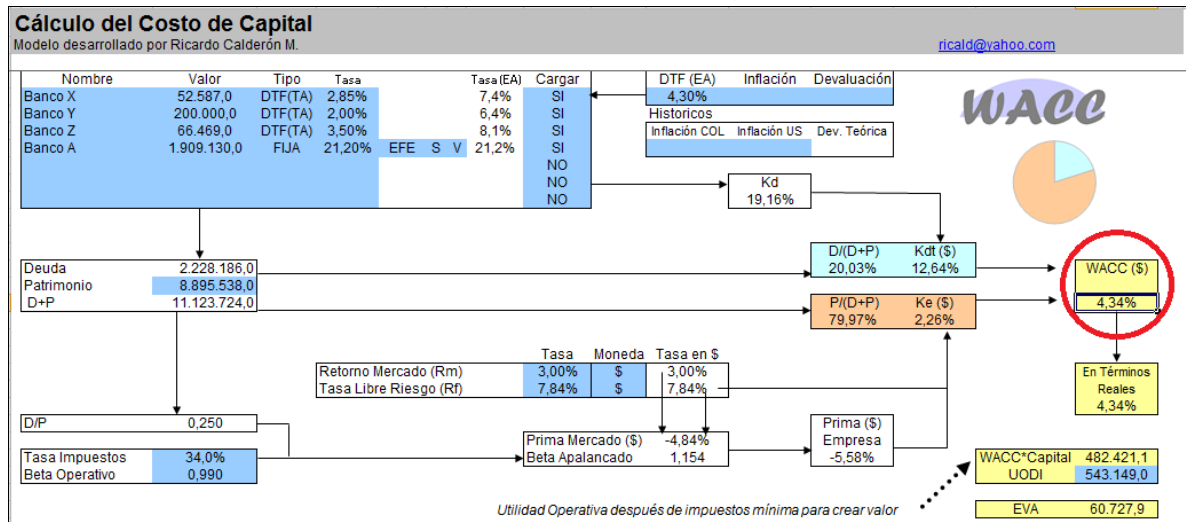 Cálculo del Costo de Capital
Modelo desarrollado por Ricardo Calderón M.
ricald@yahoo.com
Nombre Valor Tipo Tasa Tasa(EA) Cargar
Banco X 52.587,0 DTF(TA) 2,85% 7,4% SI
Banco Y 200.000,0 DTF(TA) 2,00% 6,4% SI
Banco Z 66.469,0 DTF(TA) 3,50% 8,1% SI
Banco A 1.909.130,0 FIJA 21,20% EFE S V 21,2% SI
NO
NO
NO
DTF (EA) Inflación Devaluación
4,30%
Historicos
Inflación COL Inflación US Dev. Teórica
WACC
Kd
19,16%
Deuda 2.228.186,0
Patrimonio 8.895.538,0
D+P 11.123.724,0
D/(D+P) Kdt ($)
20,03% 12,64%
P/(D+P) Ke ($)
79,97% 2,26%
WACC ($)
4,34%
Tasa Moneda Tasa en $
Retorno Mercado (Rm) 3,00% $ 3,00%
Tasa Libre Riesgo (Rf) 7,84% $ 7,84%
En Términos
Reales
4,34%
D/P 0,250
Tasa Impuestos 34,0%
Beta Operativo 0,990
Prima Mercado ($) -4,84%
Beta Apalancado 1,154
Prima ($)
Empresa
-5,58%
WACC*Capital 482.421,1
UODI 543.149,0
Utilidad Operativa después de impuestos mínima para crear valor
EVA 60.727,9